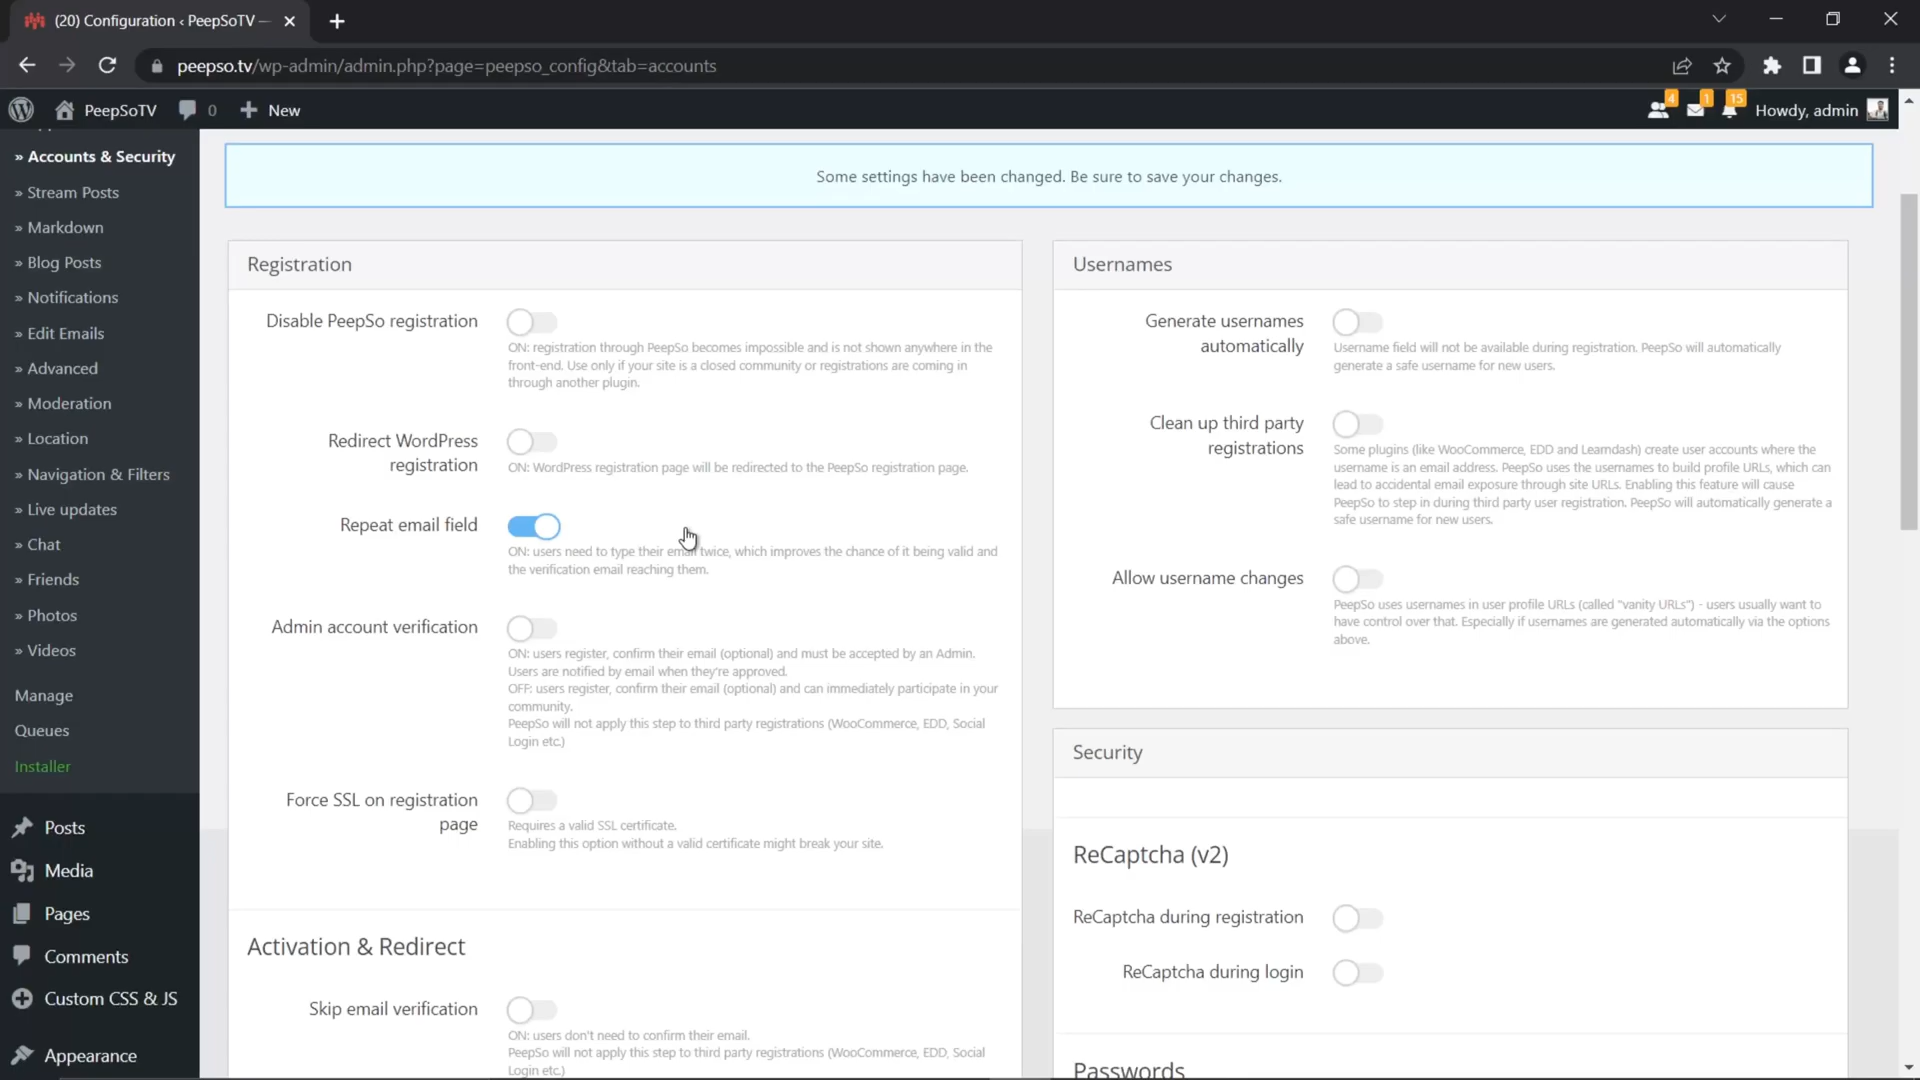 (20) Configuration ‹ PeepSoTV —
peepso.tv/wp-admin/admin.php?page=peepso_config&tab=accounts
PeepSoTV
0
New
4
1
15
Howdy, admin
» Accounts & Security
» Stream Posts
» Markdown
» Blog Posts
» Notifications
» Edit Emails
» Advanced
» Moderation
» Location
» Navigation & Filters
» Live updates
» Chat
» Friends
» Photos
» Videos
Manage
Queues
Installer
Posts
Media
Pages
Comments
Custom CSS & JS
Appearance
Some settings have been changed. Be sure to save your changes.
Registration
Disable PeepSo registration
ON: registration through PeepSo becomes impossible and is not shown anywhere in the
front-end. Use only if your site is a closed community or registrations are coming in
through another plugin.
Redirect WordPress
registration
ON: WordPress registration page will be redirected to the PeepSo registration page.
Repeat email field
ON: users need to type their email twice, which improves the chance of it being valid and
the verification email reaching them.
Admin account verification
ON: users register, confirm their email (optional) and must be accepted by an Admin.
Users are notified by email when they're approved.
OFF: users register, confirm their email (optional) and can immediately participate in your
community.
PeepSo will not apply this step to third party registrations (WooCommerce, EDD, Social
Login etc.)
Force SSL on registration
page
Requires a valid SSL certificate.
Enabling this option without a valid certificate might break your site.
Activation & Redirect
Skip email verification
ON: users don't need to confirm their email.
PeepSo will not apply this step to third party registrations (WooCommerce, EDD, Social
Login etc.)
Usernames
Generate usernames
automatically
Username field will not be available during registration. PeepSo will automatically
generate a safe username for new users.
Clean up third party
registrations
Some plugins (like WooCommerce, EDD and Learndash) create user accounts where the
username is an email address. PeepSo uses the usernames to build profile URLs, which can
lead to accidental email exposure through site URLs. Enabling this feature will cause
PeepSo to step in during third party user registration. PeepSo will automatically generate a
safe username for new users.
Allow username changes
PeepSo uses usernames in user profile URLs (called "vanity URLs") - users usually want to
have control over that. Especially if usernames are generated automatically via the options
above.
Security
ReCaptcha (v2)
ReCaptcha during registration
ReCaptcha during login
Passwords